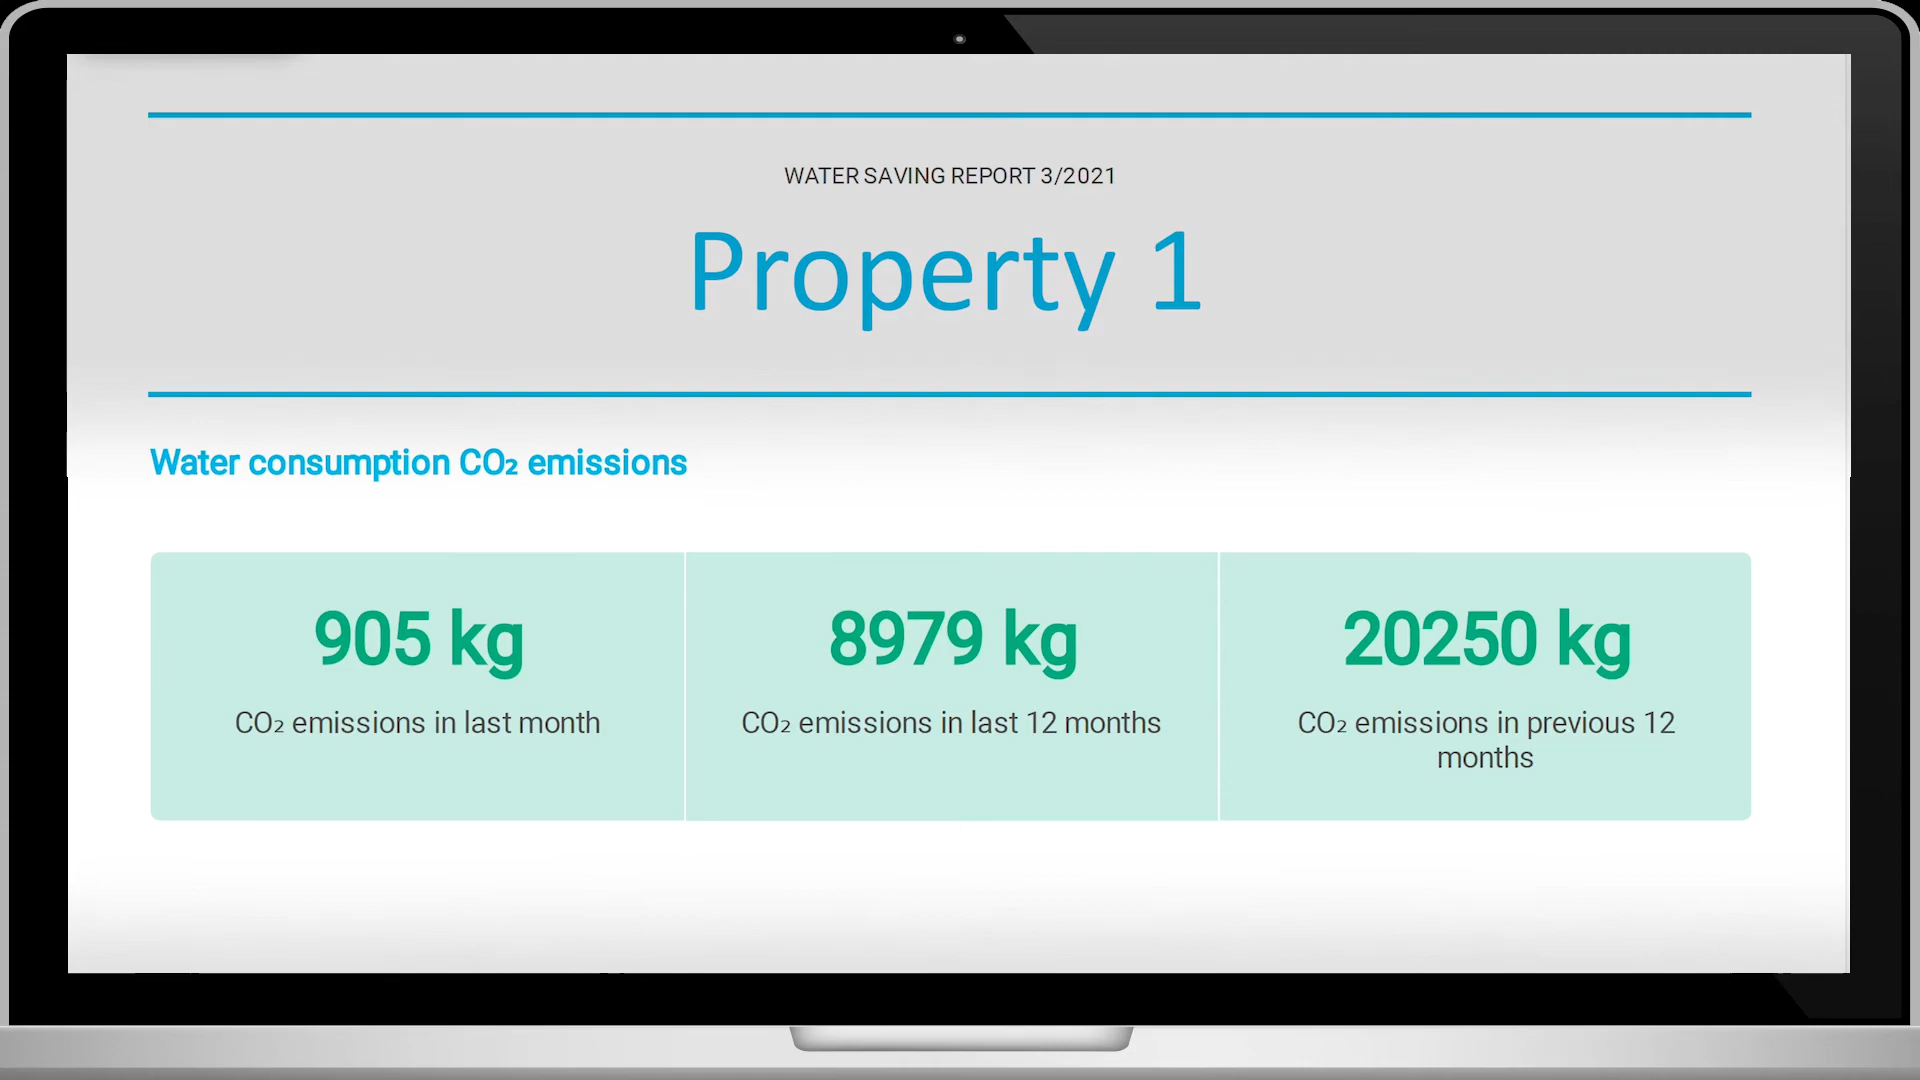 WATER SAVING REPORT 3/2021
Property 1
Water consumption CO₂ emissions
905 kg
CO₂ emissions in last month
8979 kg
CO₂ emissions in last 12 months
20250 kg
CO₂ emissions in previous 12
months